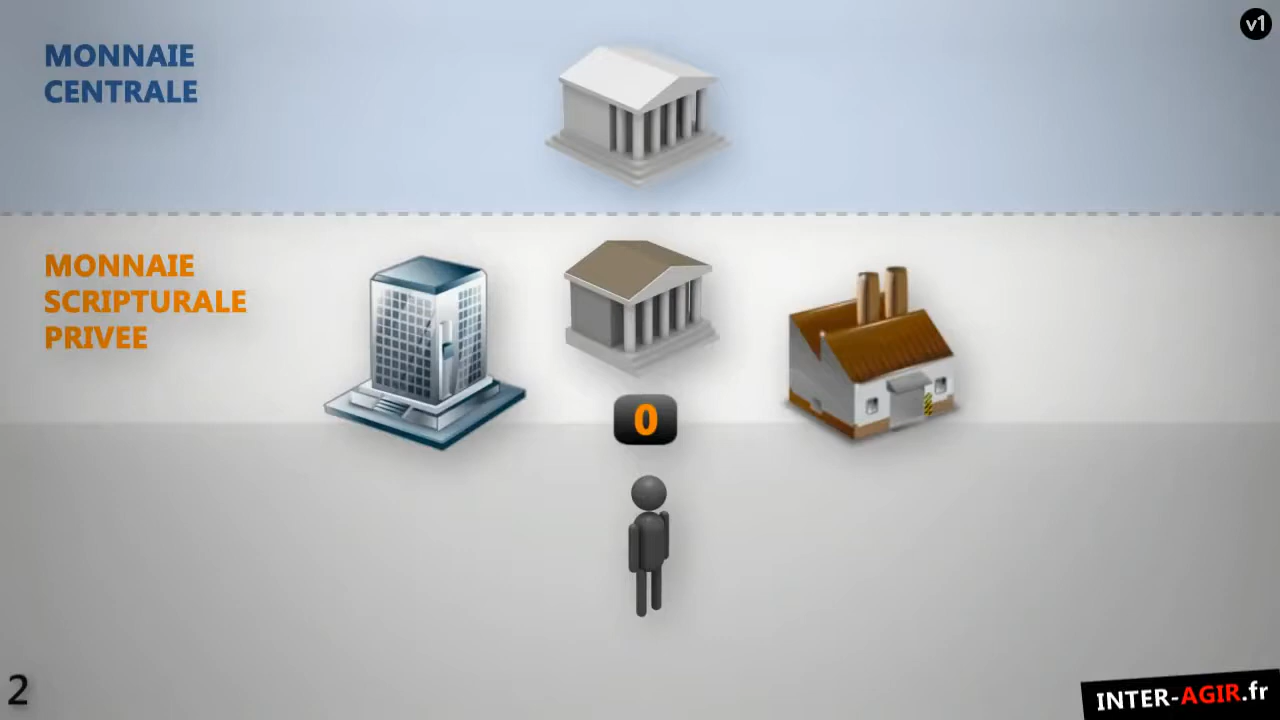 v1
MONNAIE
CENTRALE
MONNAIE
SCRIPTURALE
PRIVEE
0
2
INTER-AGIR.fr